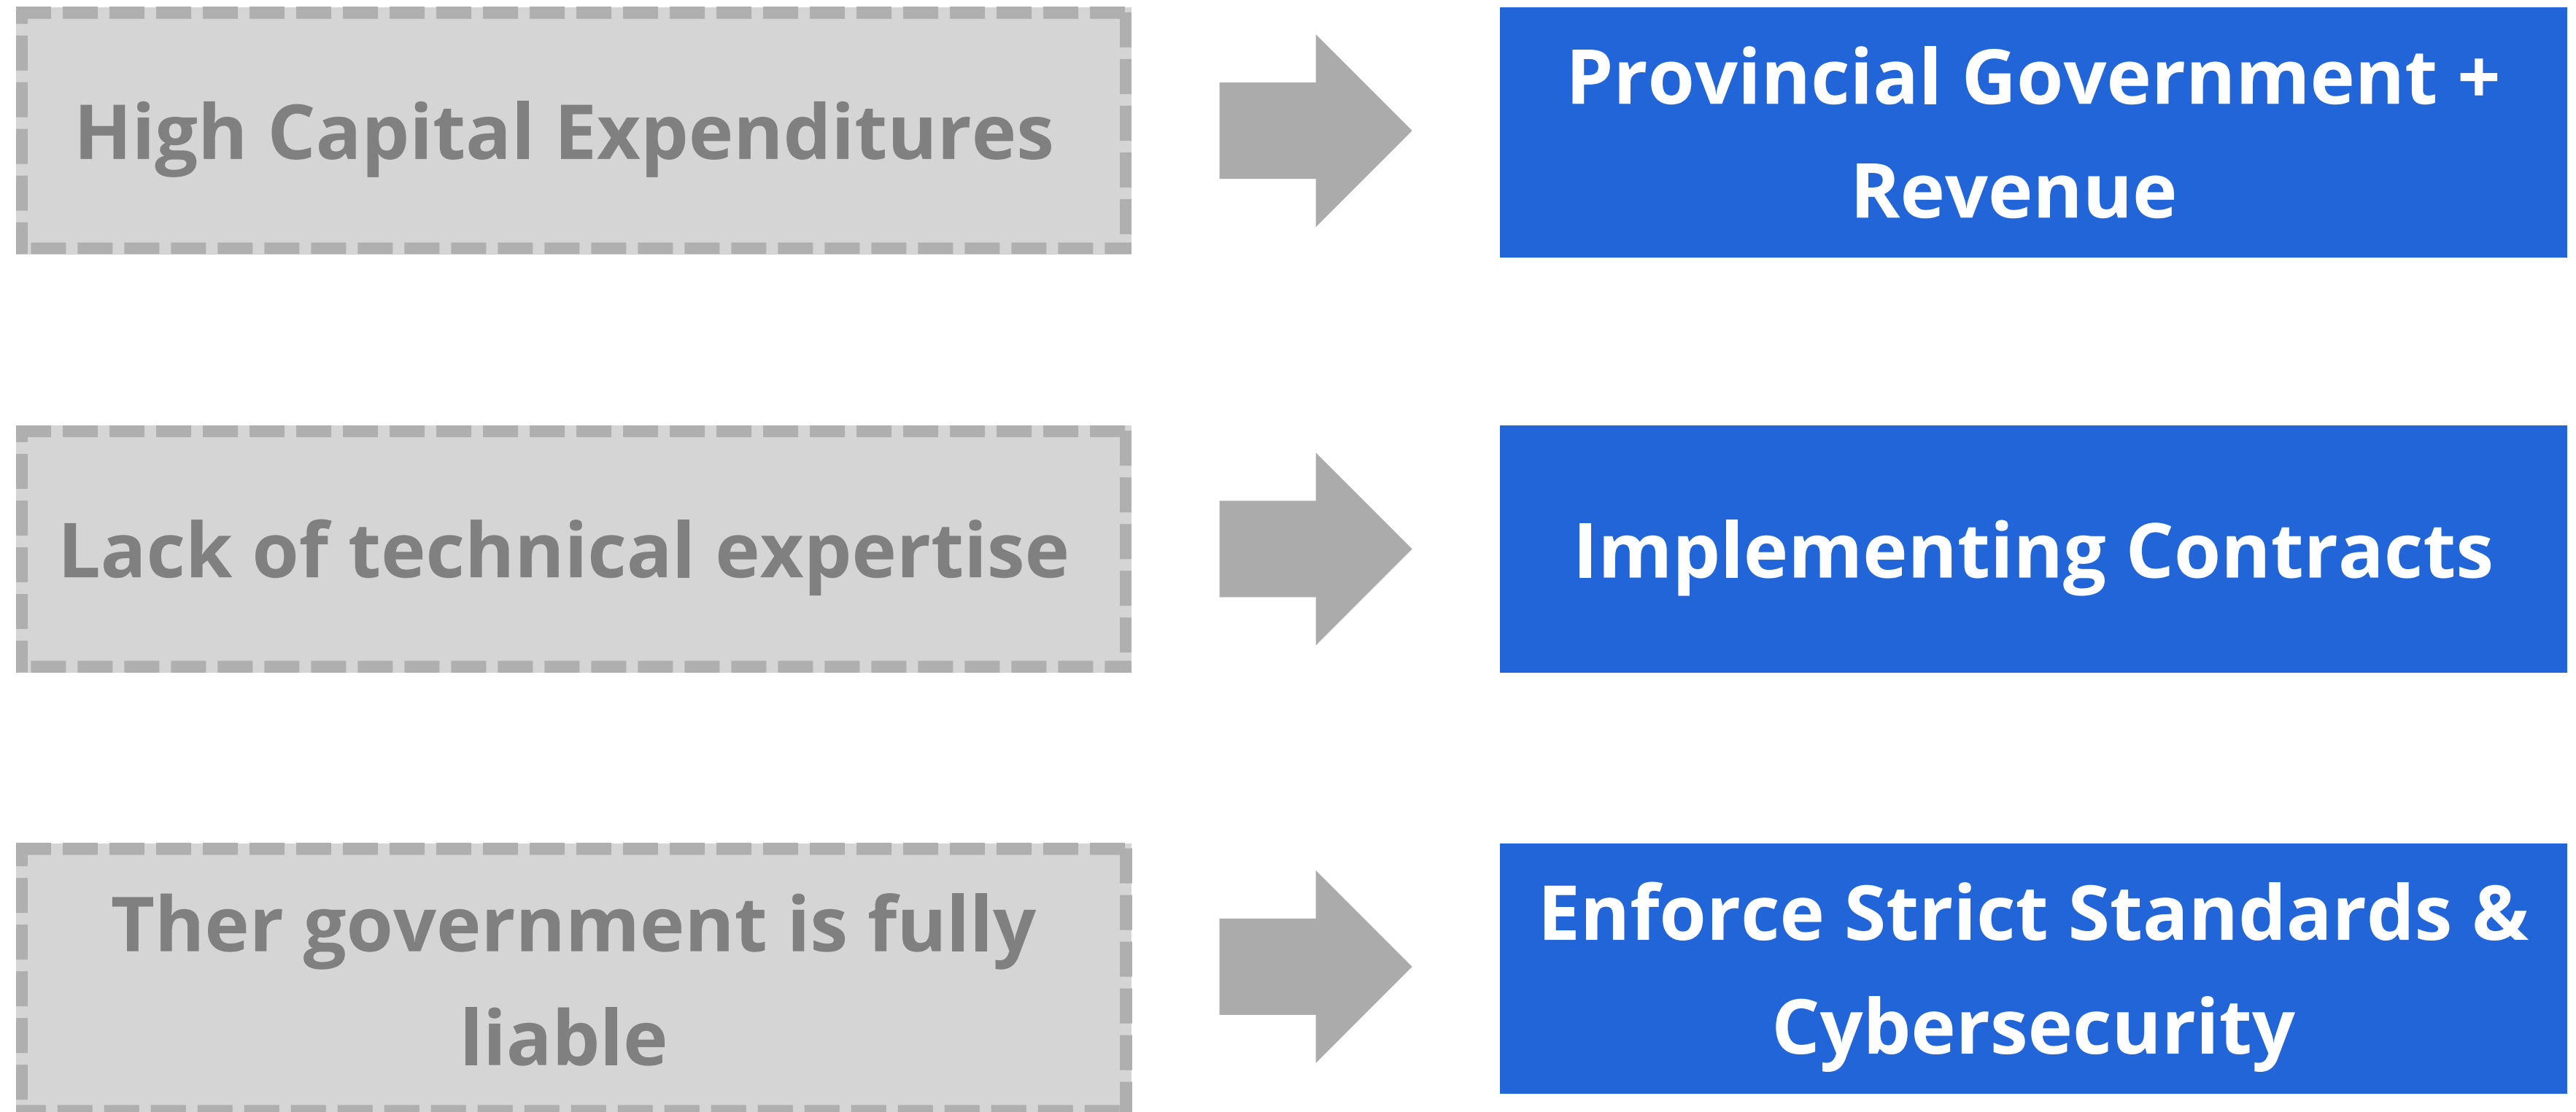 High Capital Expenditures
Provincial Government +
Revenue
Lack of technical expertise
Implementing Contracts
Ther government is fully
liable
Enforce Strict Standards &
Cybersecurity